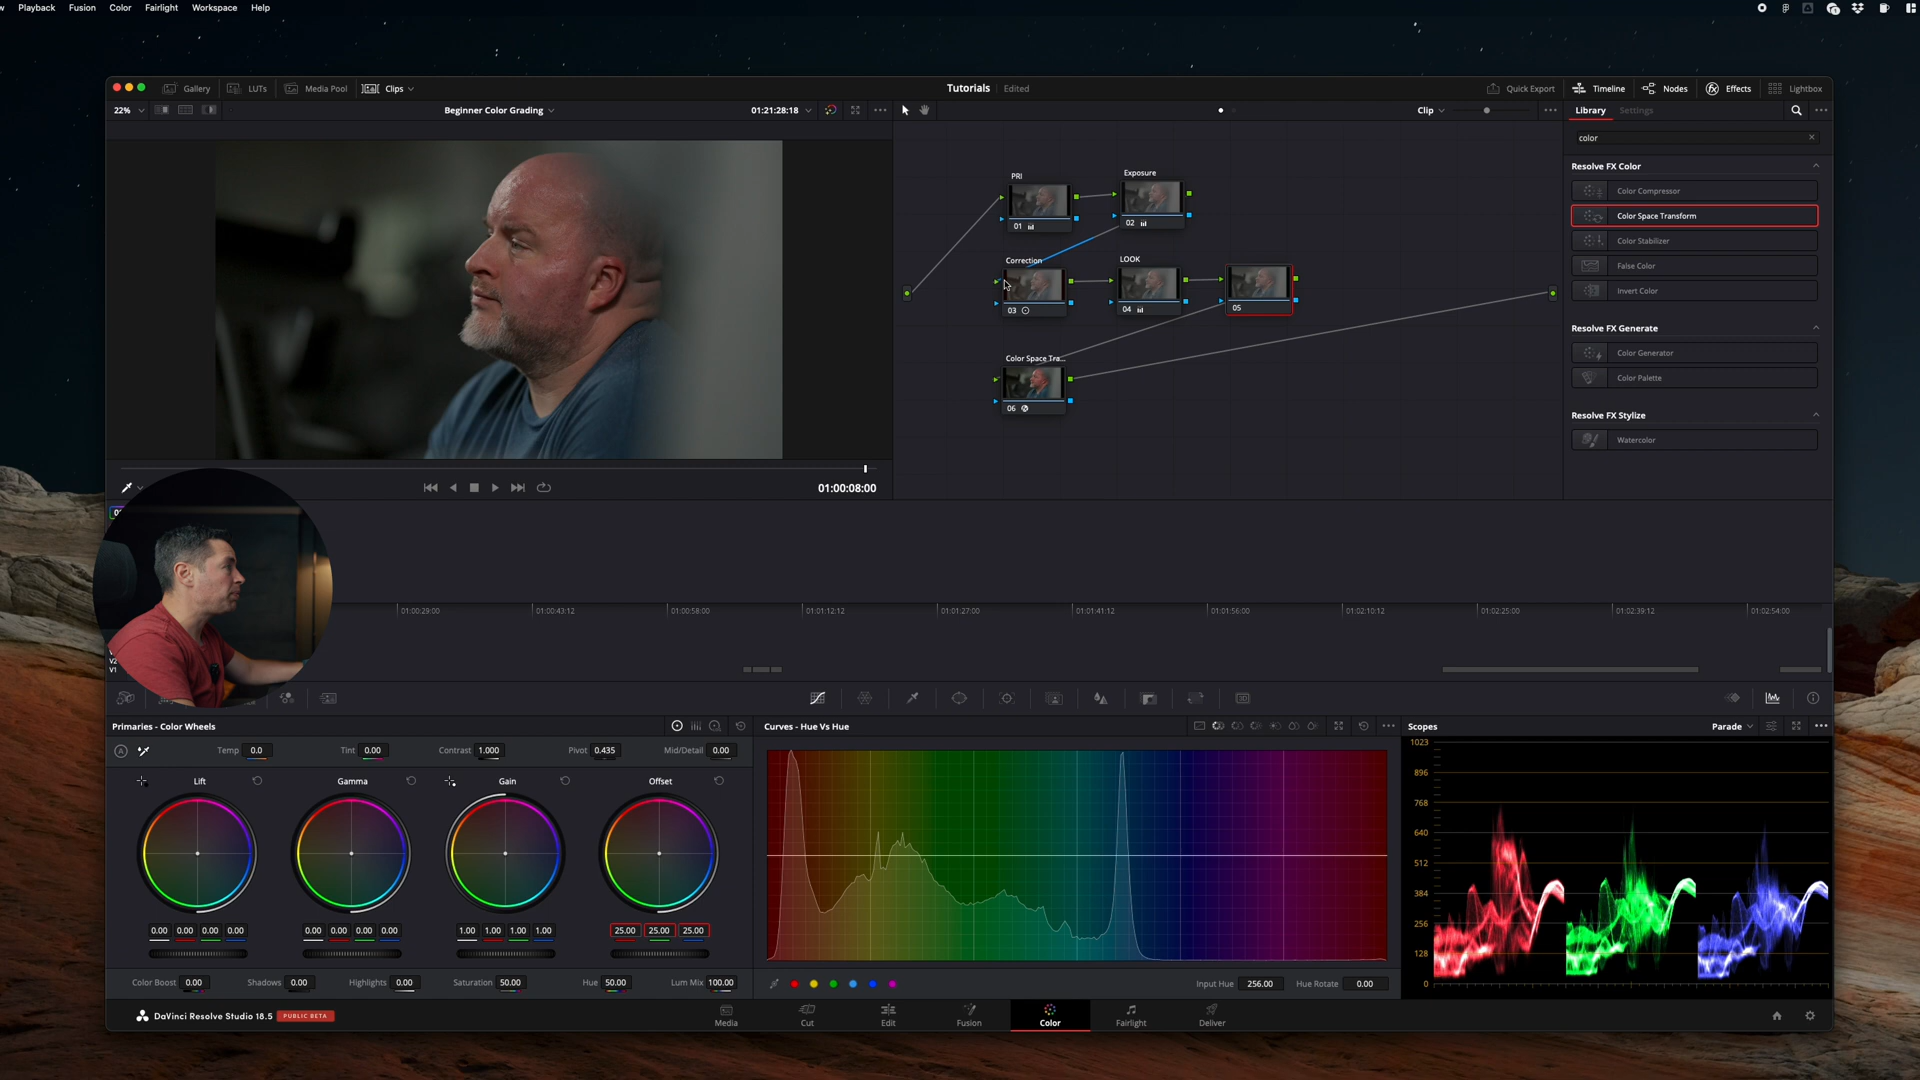 Playback Fusion Color Fairlight Workspace Help
Gallery LUTs Media Pool Clips
Tutorials Edited
Quick Export Timeline Nodes Effects Lightbox
22%
Beginner Color Grading
01:21:28:18
Clip
Library Settings
color
Resolve FX Color
Color Compressor
Color Space Transform
Color Stabilizer
False Color
Invert Color
Resolve FX Generate
Color Generator
Color Palette
Resolve FX Stylize
Watercolor
PRI
01
Exposure
02
Correction
03
LOOK
04
05
Color Space Tra...
06
01:00:08:00
01:00:29:00 01:00:43:12 01:00:58:00 01:01:12:12 01:01:27:00 01:01:41:12 01:01:56:00 01:02:10:12 01:02:25:00 01:02:39:12 01:02:54:00
V2
V1
Primaries - Color Wheels
Temp 0.0 Tint 0.00 Contrast 1.000 Pivot 0.435 Mid/Detail 0.00
Lift Gamma Gain Offset
0.00 0.00 0.00 0.00
0.00 0.00 0.00 0.00
1.00 1.00 1.00 1.00
25.00 25.00 25.00
Color Boost 0.00 Shadows 0.00 Highlights 0.00 Saturation 50.00 Hue 50.00 Lum Mix 100.00
Curves - Hue Vs Hue
Input Hue 256.00 Hue Rotate 0.00
Scopes
Parade
1023
896
768
640
512
384
256
128
0
DaVinci Resolve Studio 18.5 PUBLIC BETA
Media Cut Edit Fusion Color Fairlight Deliver